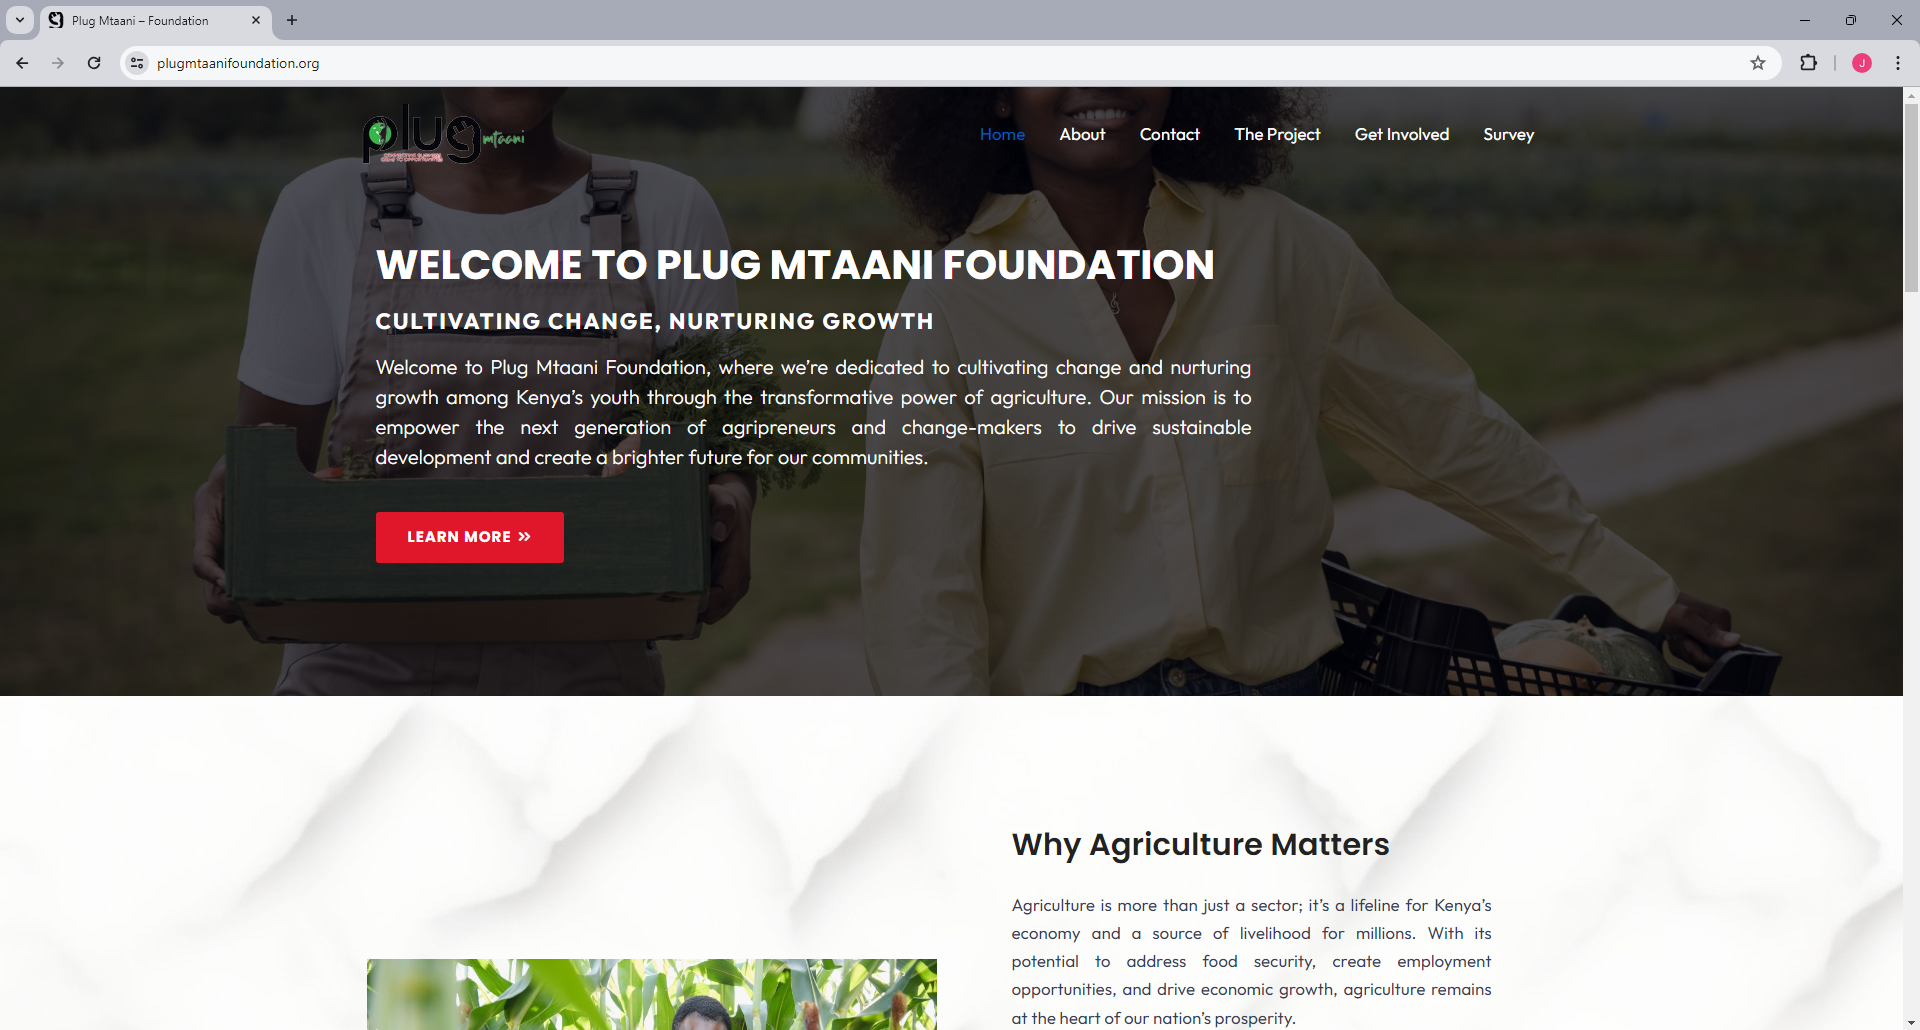 Plug Mtaani – Foundation
plugmtaanifoundation.org
J
plug mtaani
Home About Contact The Project Get Involved Survey
WELCOME TO PLUG MTAANI FOUNDATION
CULTIVATING CHANGE, NURTURING GROWTH
Welcome to Plug Mtaani Foundation, where we’re dedicated to cultivating change and nurturing
growth among Kenya’s youth through the transformative power of agriculture. Our mission is to
empower the next generation of agripreneurs and change-makers to drive sustainable
development and create a brighter future for our communities.
LEARN MORE »
Why Agriculture Matters
Agriculture is more than just a sector; it’s a lifeline for Kenya’s
economy and a source of livelihood for millions. With its
potential to address food security, create employment
opportunities, and drive economic growth, agriculture remains
at the heart of our nation’s prosperity.